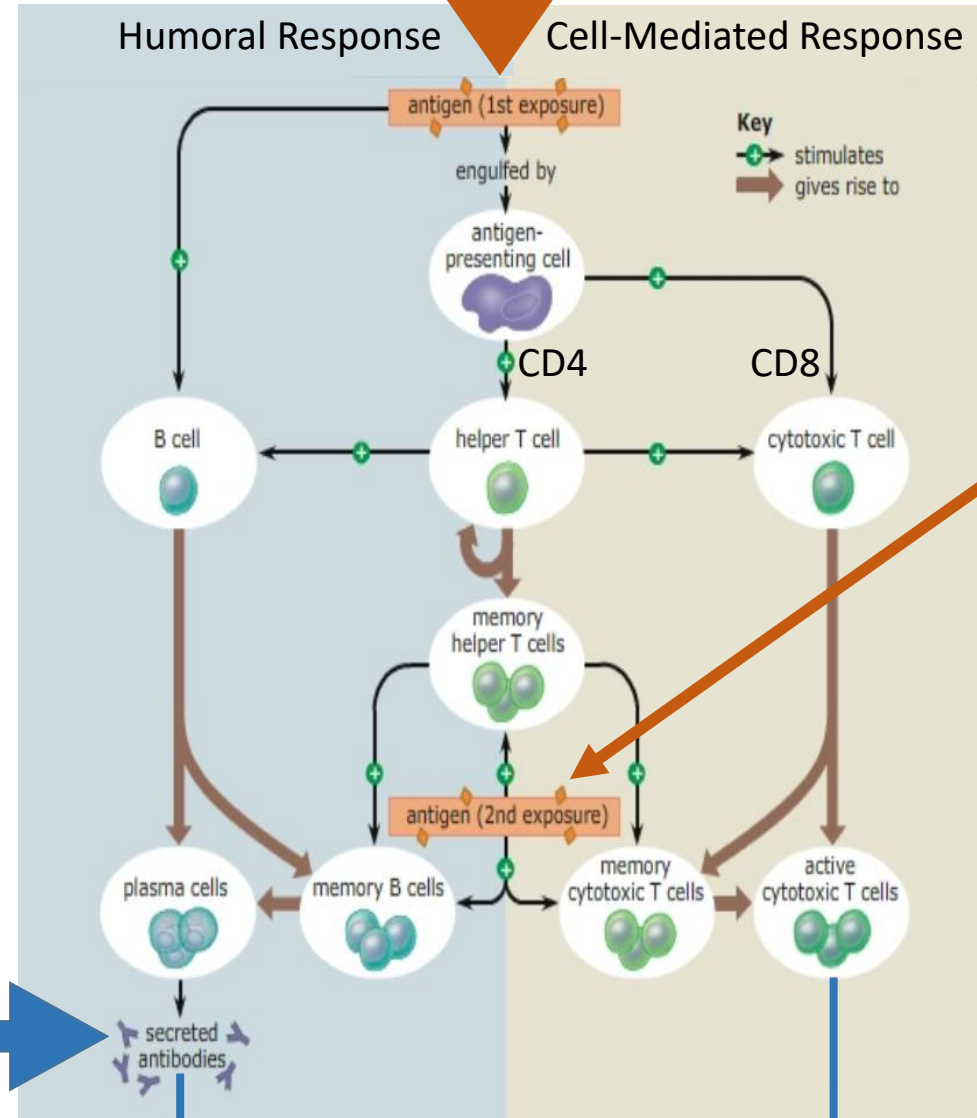 Humoral Response
Cell-Mediated Response
antigen (1st exposure)
Key
stimulates
gives rise to
engulfed by
antigen-
presenting cell
CD4
CD8
B cell
helper T cell
cytotoxic T cell
memory
helper T cells
antigen (2nd exposure)
plasma cells
memory B cells
memory
cytotoxic T cells
active
cytotoxic T cells
secreted
antibodies